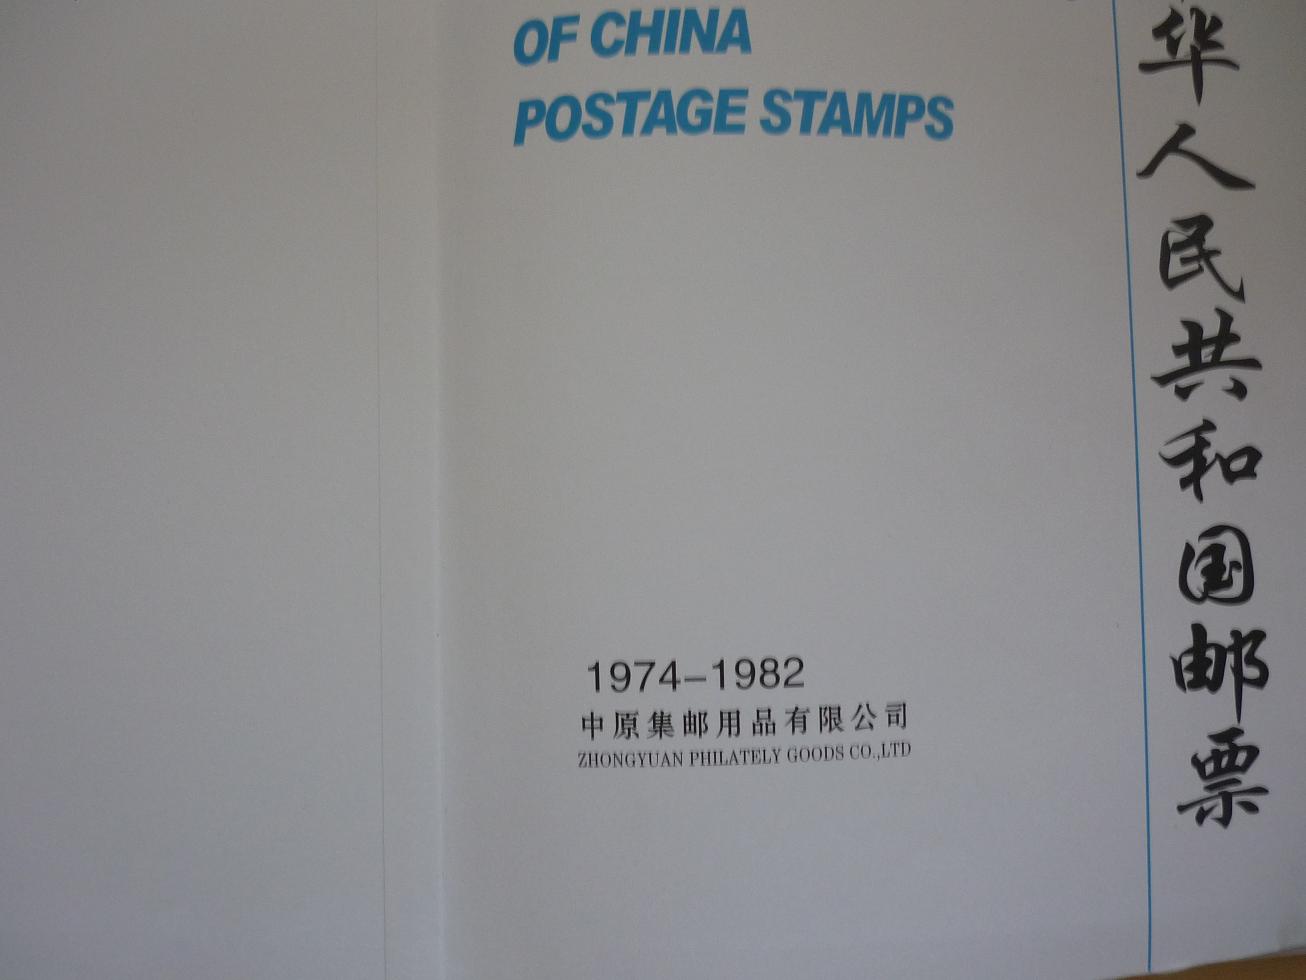 OF CHINA
POSTAGE STAMPS
华人民共和国邮票
1974–1982
中原集邮用品有限公司
ZHONGYUAN PHILATELY GOODS CO.,LTD